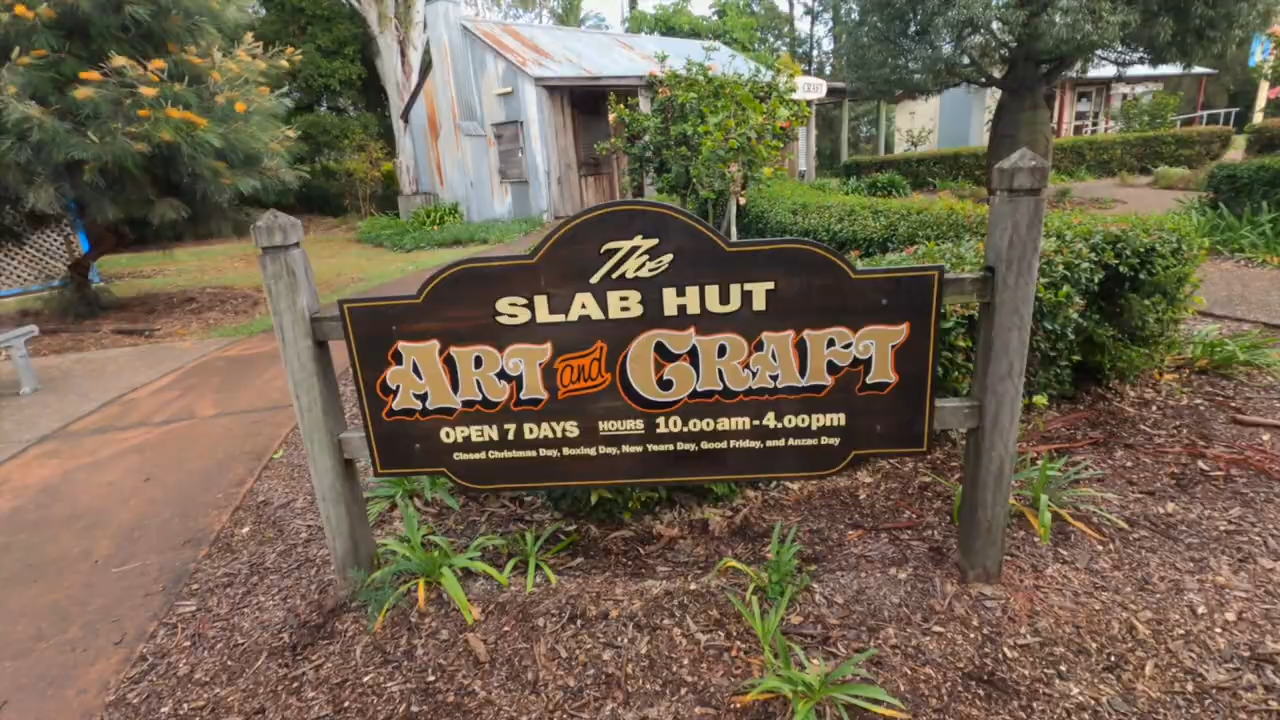 CRAFT
The
SLAB HUT
ART and CRAFT
OPEN 7 DAYS HOURS 10.00am-4.00pm
Closed Christmas Day, Boxing Day, New Years Day, Good Friday, and Anzac Day